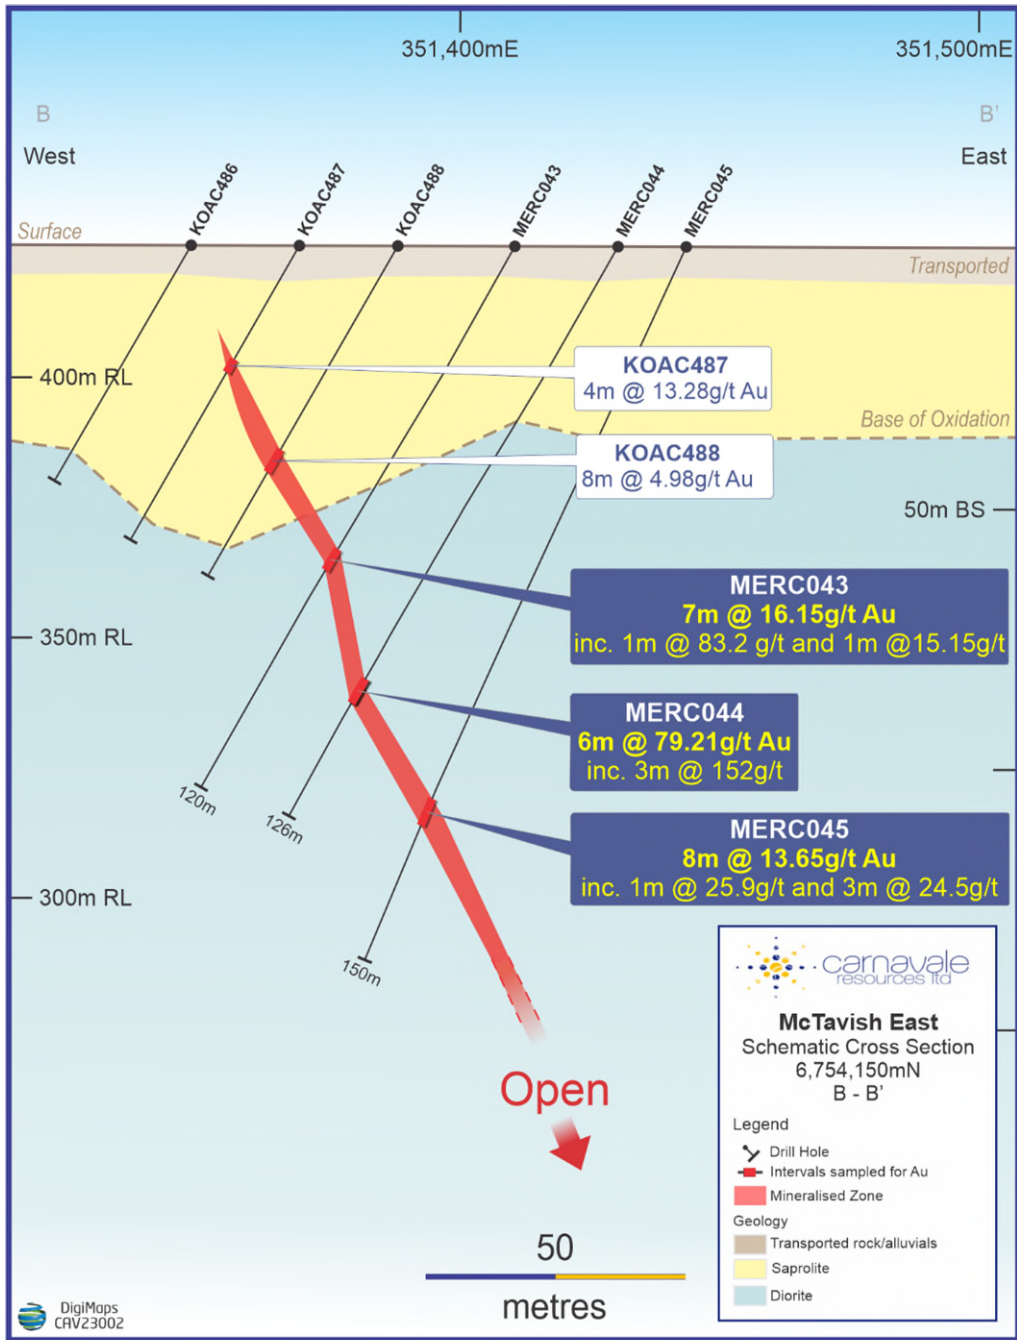 351,400mE
351,500mE
B
B’
West
East
KOAC486
KOAC487
KOAC488
MERC043
MERC044
MERC045
Surface
Transported
400m RL
KOAC487
4m @ 13.28g/t Au
Base of Oxidation
KOAC488
8m @ 4.98g/t Au
50m BS
MERC043
7m @ 16.15g/t Au
inc. 1m @ 83.2 g/t and 1m @15.15g/t
350m RL
MERC044
6m @ 79.21g/t Au
inc. 3m @ 152g/t
120m
126m
MERC045
8m @ 13.65g/t Au
inc. 1m @ 25.9g/t and 3m @ 24.5g/t
300m RL
150m
carnavale
resources ltd
McTavish East
Schematic Cross Section
6,754,150mN
B - B’
Open
Legend
Drill Hole
Intervals sampled for Au
Mineralised Zone
Geology
Transported rock/alluvials
Saprolite
Diorite
50
metres
DigiMaps
CAV23002